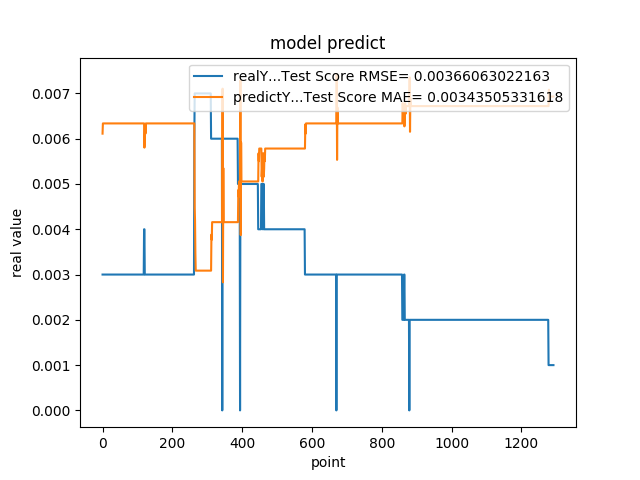 model predict
realY...Test Score RMSE= 0.00366063022163
predictY...Test Score MAE= 0.00343505331618
0.007
0.006
0.005
0.004
0.003
0.002
0.001
0.000
real value
0 200 400 600 800 1000 1200
point